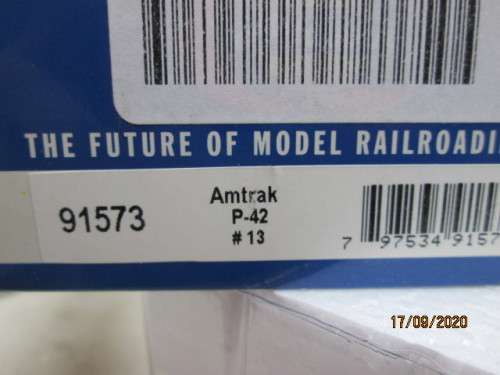 THE FUTURE OF MODEL RAILROADI
91573
Amtrak
P-42
# 13
7 97534 9157
17/09/2020